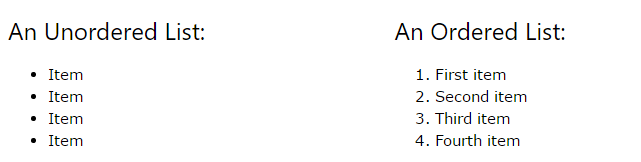 An Unordered List:
• Item
• Item
• Item
• Item
An Ordered List:
1. First item
2. Second item
3. Third item
4. Fourth item